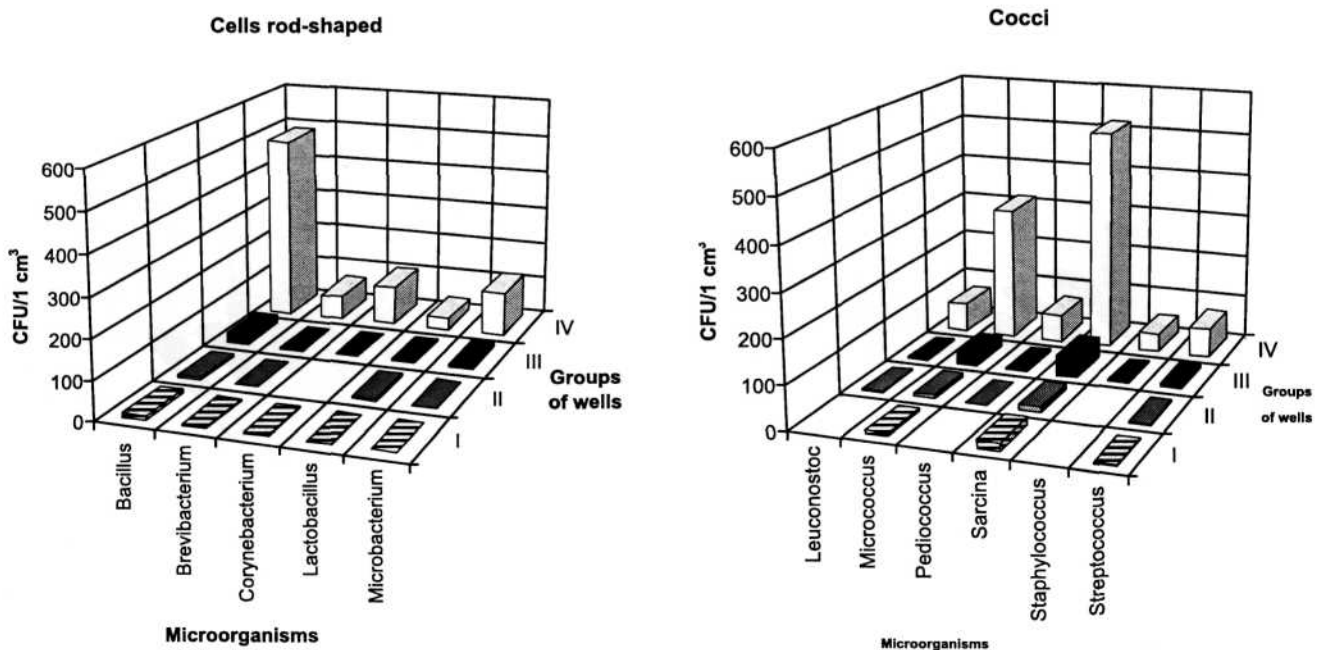 Cells rod-shaped
CFU/1 cm³
600
500
400
300
200
100
0
IV
III
II
I
Groups
of wells
Bacillus
Brevibacterium
Corynebacterium
Lactobacillus
Microbacterium
Microorganisms
Cocci
CFU/1 cm³
600
500
400
300
200
100
0
IV
III
II
I
Groups
of wells
Leuconostoc
Micrococcus
Pediococcus
Sarcina
Staphylococcus
Streptococcus
Microorganisms